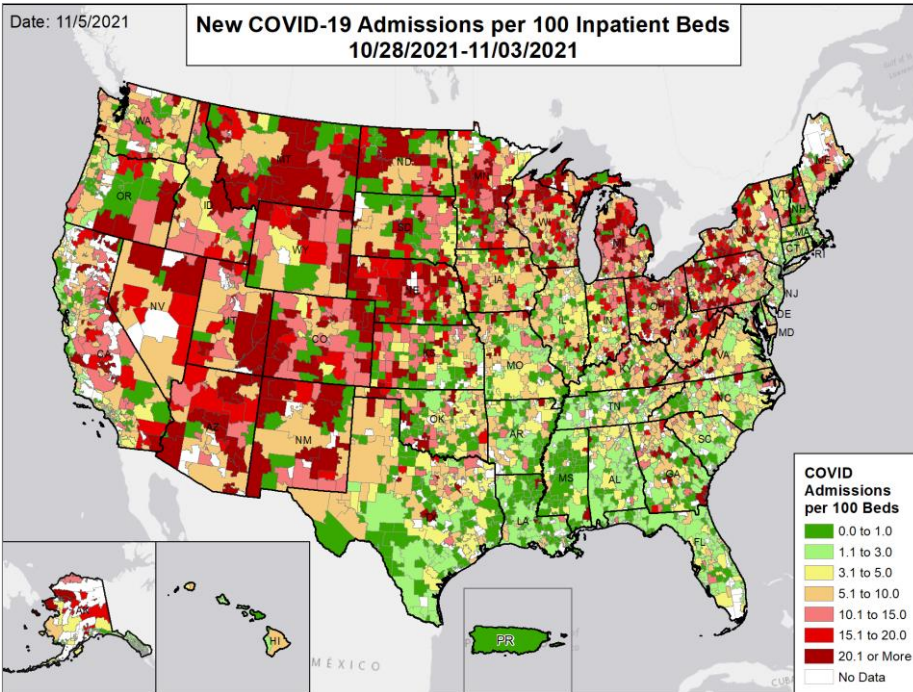 Date: 11/5/2021
New COVID-19 Admissions per 100 Inpatient Beds
10/28/2021-11/03/2021
WA
MT
ND
MN
ME
OR
ID
WY
SD
WI
MI
NY
VT
NH
MA
CT
RI
NV
UT
CO
NE
IA
IL
IN
OH
PA
NJ
DE
MD
CA
KS
MO
KY
WV
VA
AZ
NM
OK
AR
TN
NC
SC
MS
AL
GA
LA
FL
AK
HI
MÉXICO
PR
COVID
Admissions
per 100 Beds
0.0 to 1.0
1.1 to 3.0
3.1 to 5.0
5.1 to 10.0
10.1 to 15.0
15.1 to 20.0
20.1 or More
No Data